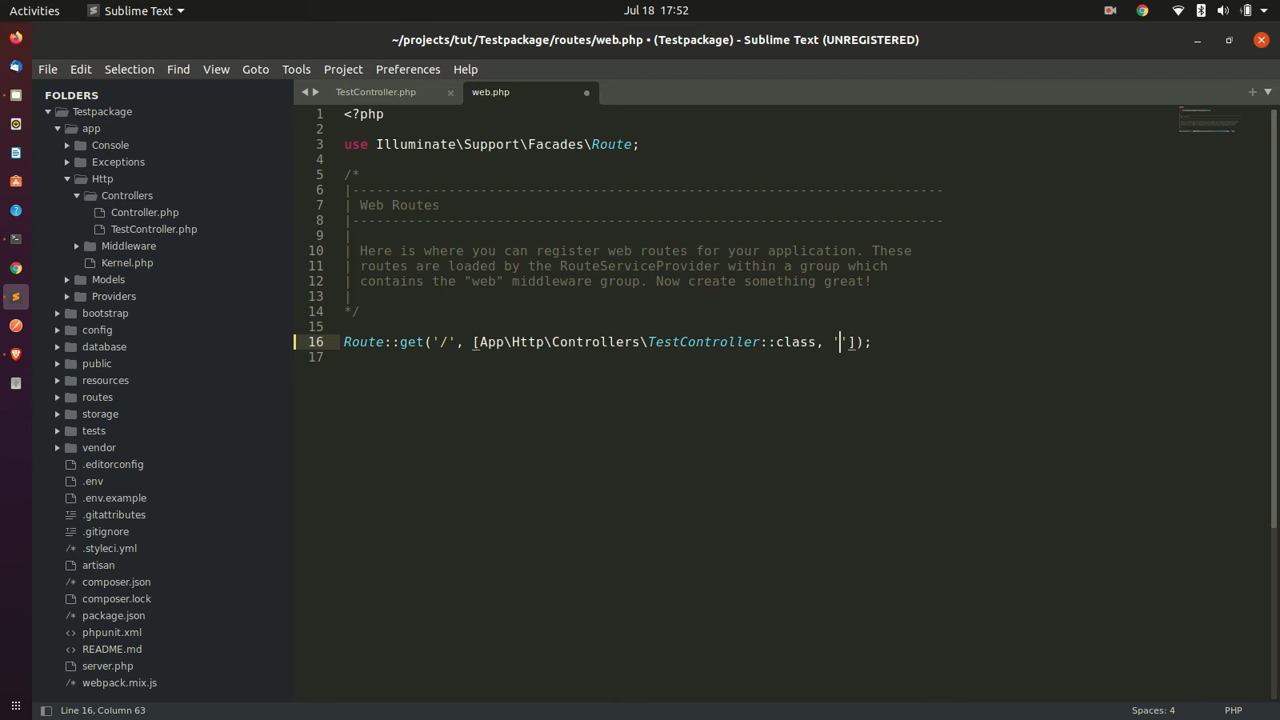 Activities
Sublime Text
Jul 18  17:52
~/projects/tut/Testpackage/routes/web.php • (Testpackage) - Sublime Text (UNREGISTERED)
File Edit Selection Find View Goto Tools Project Preferences Help
FOLDERS
Testpackage
app
Console
Exceptions
Http
Controllers
Controller.php
TestController.php
Middleware
Kernel.php
Models
Providers
bootstrap
config
database
public
resources
routes
storage
tests
vendor
.editorconfig
.env
.env.example
.gitattributes
.gitignore
.styleci.yml
artisan
composer.json
composer.lock
package.json
phpunit.xml
README.md
server.php
webpack.mix.js
TestController.php
web.php
1 <?php
2
3 use Illuminate\Support\Facades\Route;
4
5 /*
6 |--------------------------------------------------------------------------
7 | Web Routes
8 |--------------------------------------------------------------------------
9 |
10 | Here is where you can register web routes for your application. These
11 | routes are loaded by the RouteServiceProvider within a group which
12 | contains the "web" middleware group. Now create something great!
13 |
14 */
15
16 Route::get('/', [App\Http\Controllers\TestController::class, '']);
17
Line 16, Column 63
Spaces: 4
PHP